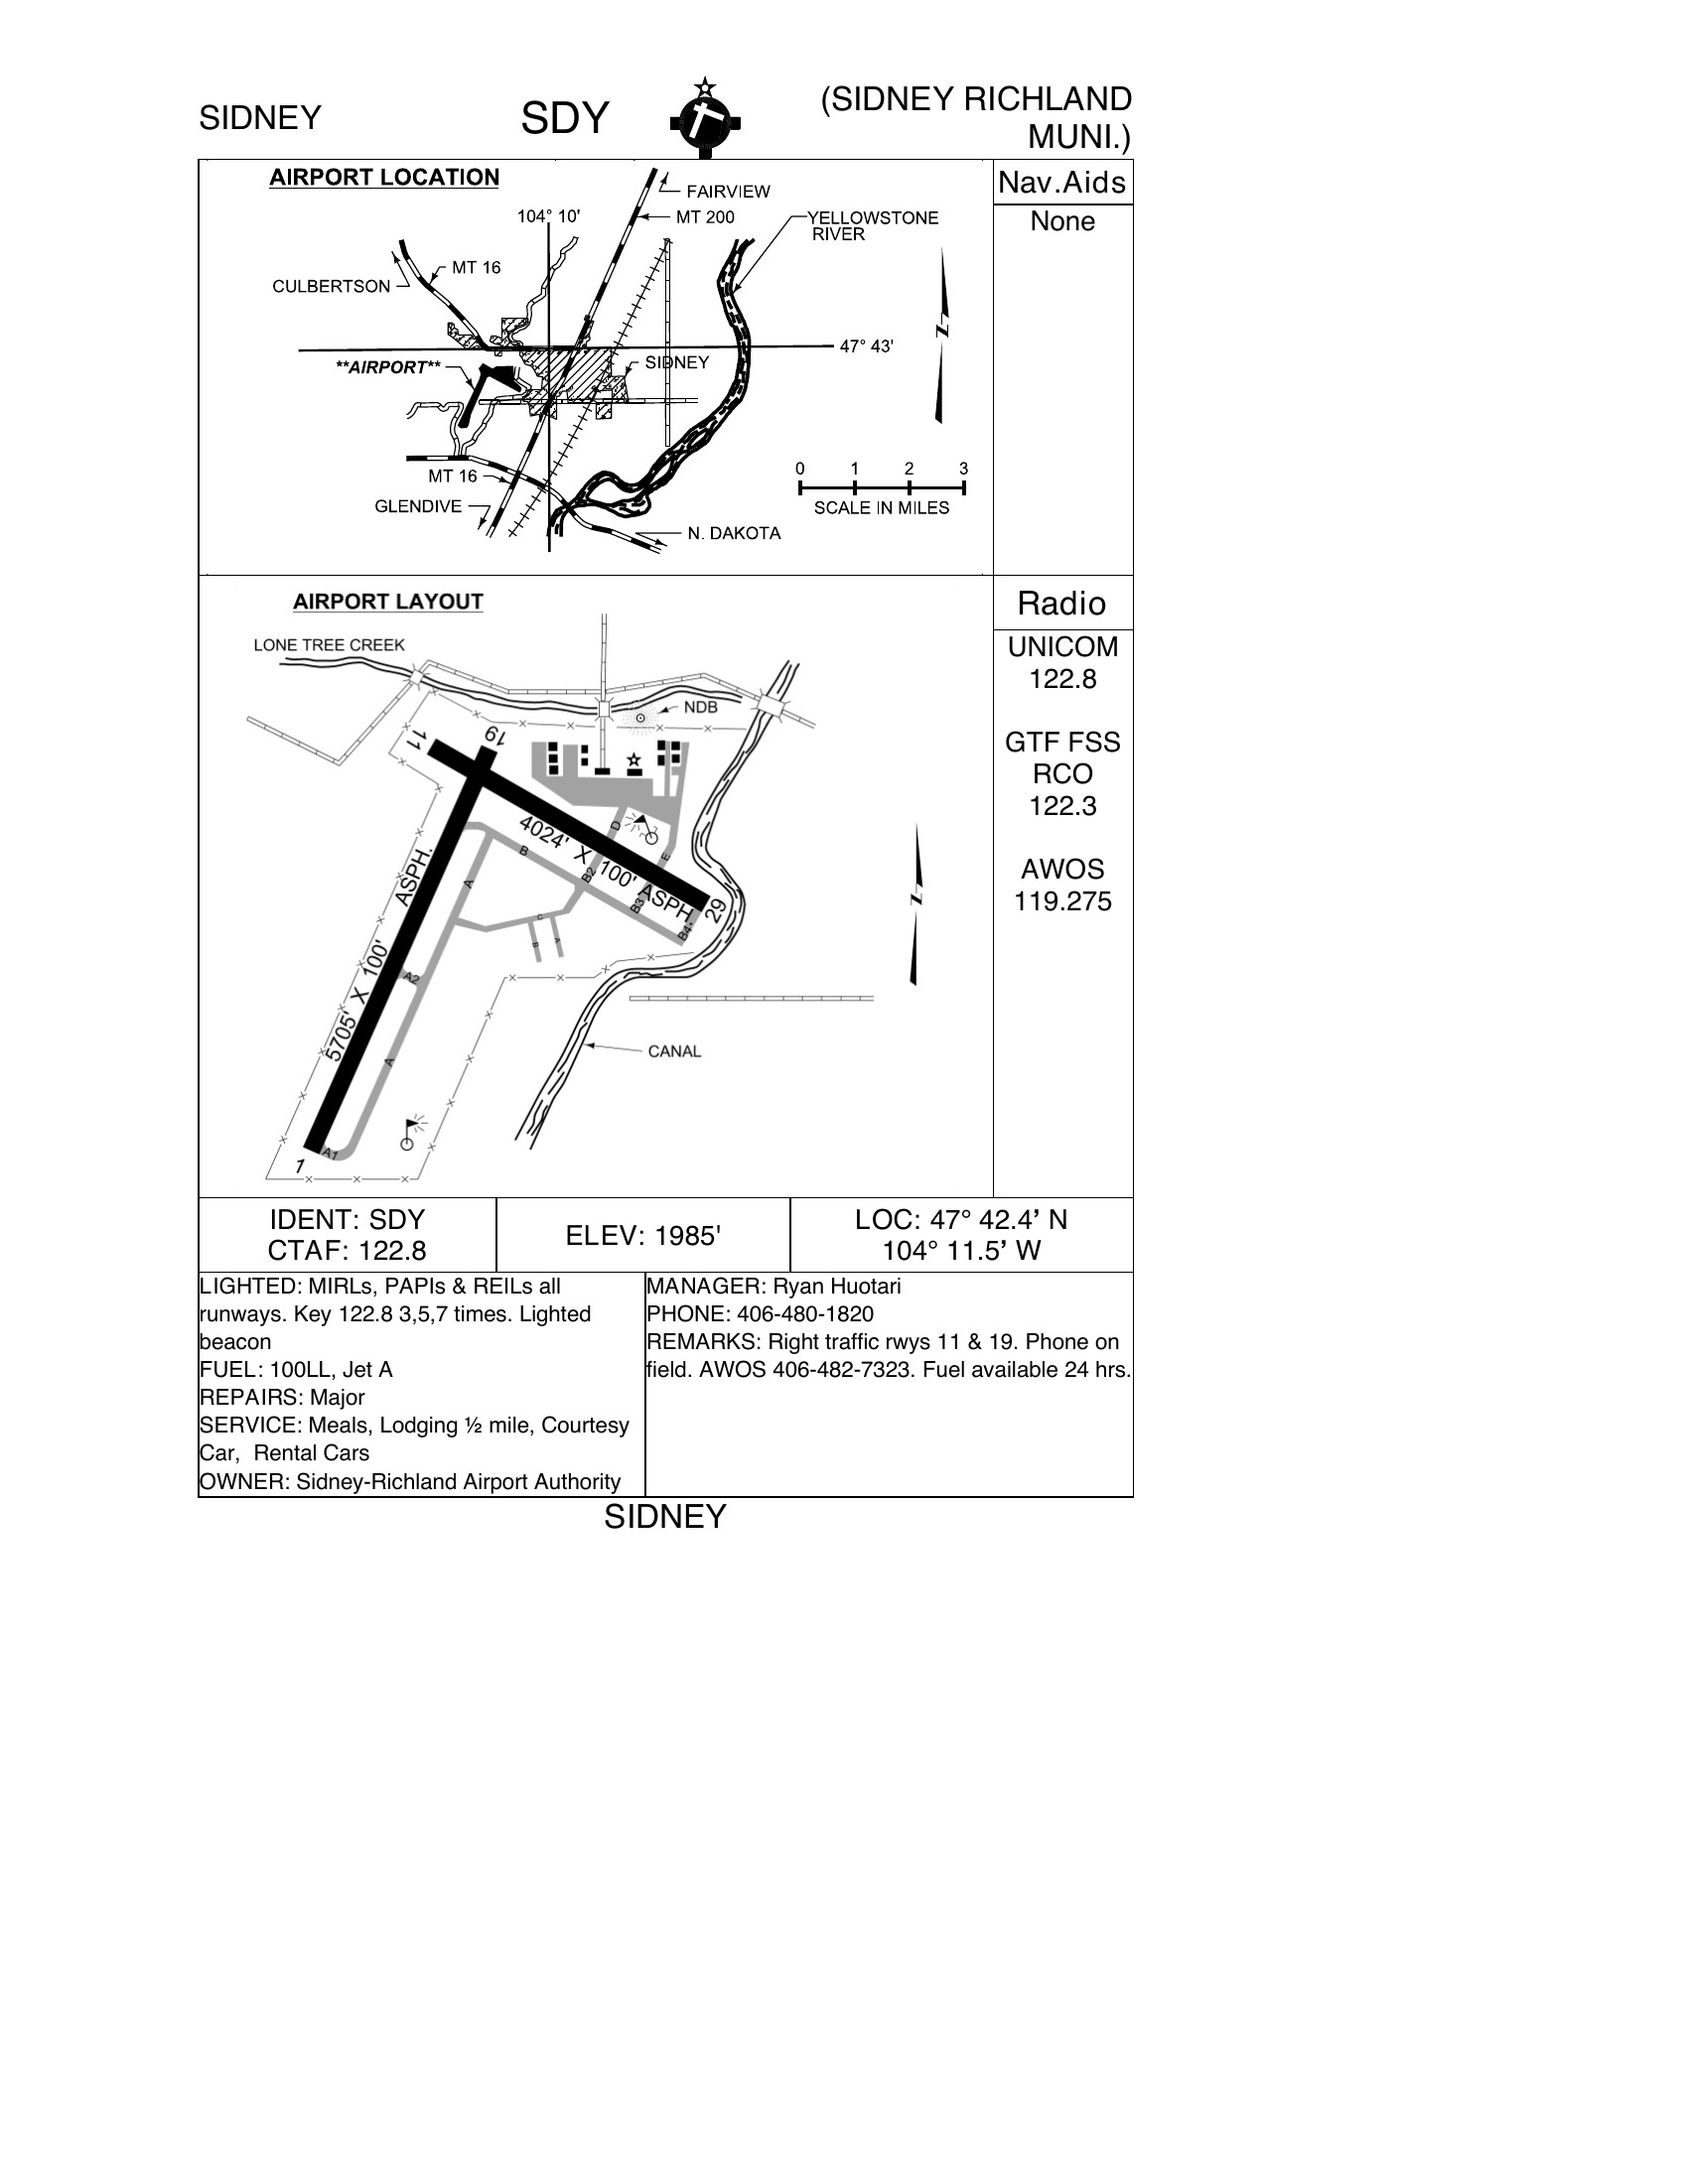 SIDNEY
SDY
(SIDNEY RICHLAND
MUNI.)
AIRPORT LOCATION
FAIRVIEW
104° 10'
MT 200
YELLOWSTONE
RIVER
MT 16
CULBERTSON
47° 43'
**AIRPORT**
SIDNEY
N
0 1 2 3
SCALE IN MILES
MT 16
GLENDIVE
N. DAKOTA
Nav.Aids
None
AIRPORT LAYOUT
LONE TREE CREEK
NDB
11
19
4024' X 100' ASPH.
29
5705' X 100' ASPH.
1
A
B
B2
D
E
B3
B4
C
B
A
A2
A
A1
N
CANAL
Radio
UNICOM
122.8
GTF FSS
RCO
122.3
AWOS
119.275
IDENT: SDY
CTAF: 122.8
ELEV: 1985'
LOC: 47° 42.4’ N
104° 11.5’ W
LIGHTED: MIRLs, PAPIs & REILs all
runways. Key 122.8 3,5,7 times. Lighted
beacon
FUEL: 100LL, Jet A
REPAIRS: Major
SERVICE: Meals, Lodging ½ mile, Courtesy
Car,  Rental Cars
OWNER: Sidney-Richland Airport Authority
MANAGER: Ryan Huotari
PHONE: 406-480-1820
REMARKS: Right traffic rwys 11 & 19. Phone on
field. AWOS 406-482-7323. Fuel available 24 hrs.
SIDNEY